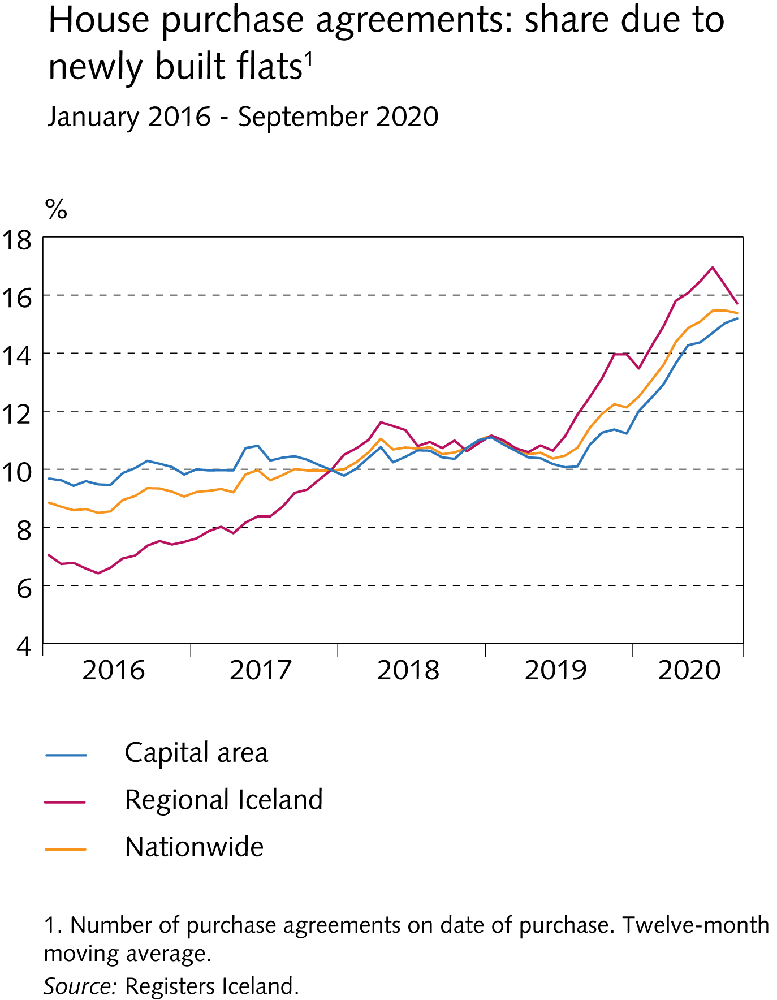 House purchase agreements: share due to
newly built flats¹
January 2016 - September 2020
%
18
16
14
12
10
8
6
4
2016 2017 2018 2019 2020
Capital area
Regional Iceland
Nationwide
1. Number of purchase agreements on date of purchase. Twelve-month
moving average.
Source: Registers Iceland.